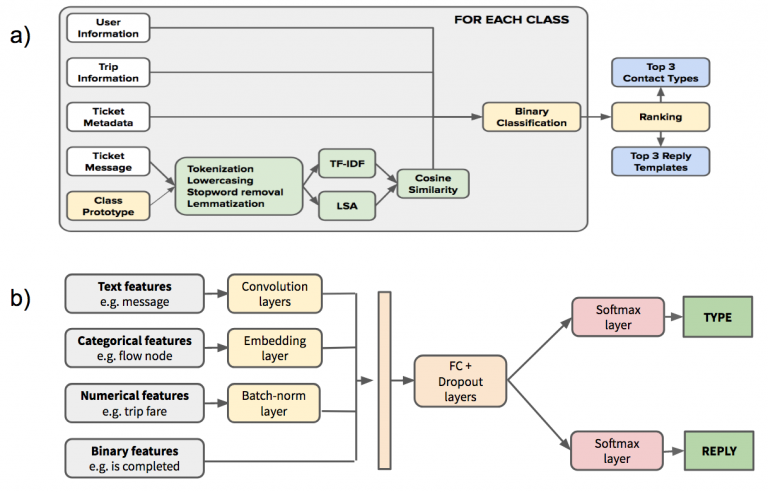 a)
FOR EACH CLASS
User
Information
Trip
Information
Ticket
Metadata
Ticket
Message
Class
Prototype
Tokenization
Lowercasing
Stopword removal
Lemmatization
TF-IDF
LSA
Cosine
Similarity
Binary
Classification
Ranking
Top 3
Contact Types
Top 3 Reply
Templates
b)
Text features
e.g. message
Convolution
layers
Categorical features
e.g. flow node
Embedding
layer
Numerical features
e.g. trip fare
Batch-norm
layer
Binary features
e.g. is completed
FC +
Dropout
layers
Softmax
layer
TYPE
Softmax
layer
REPLY